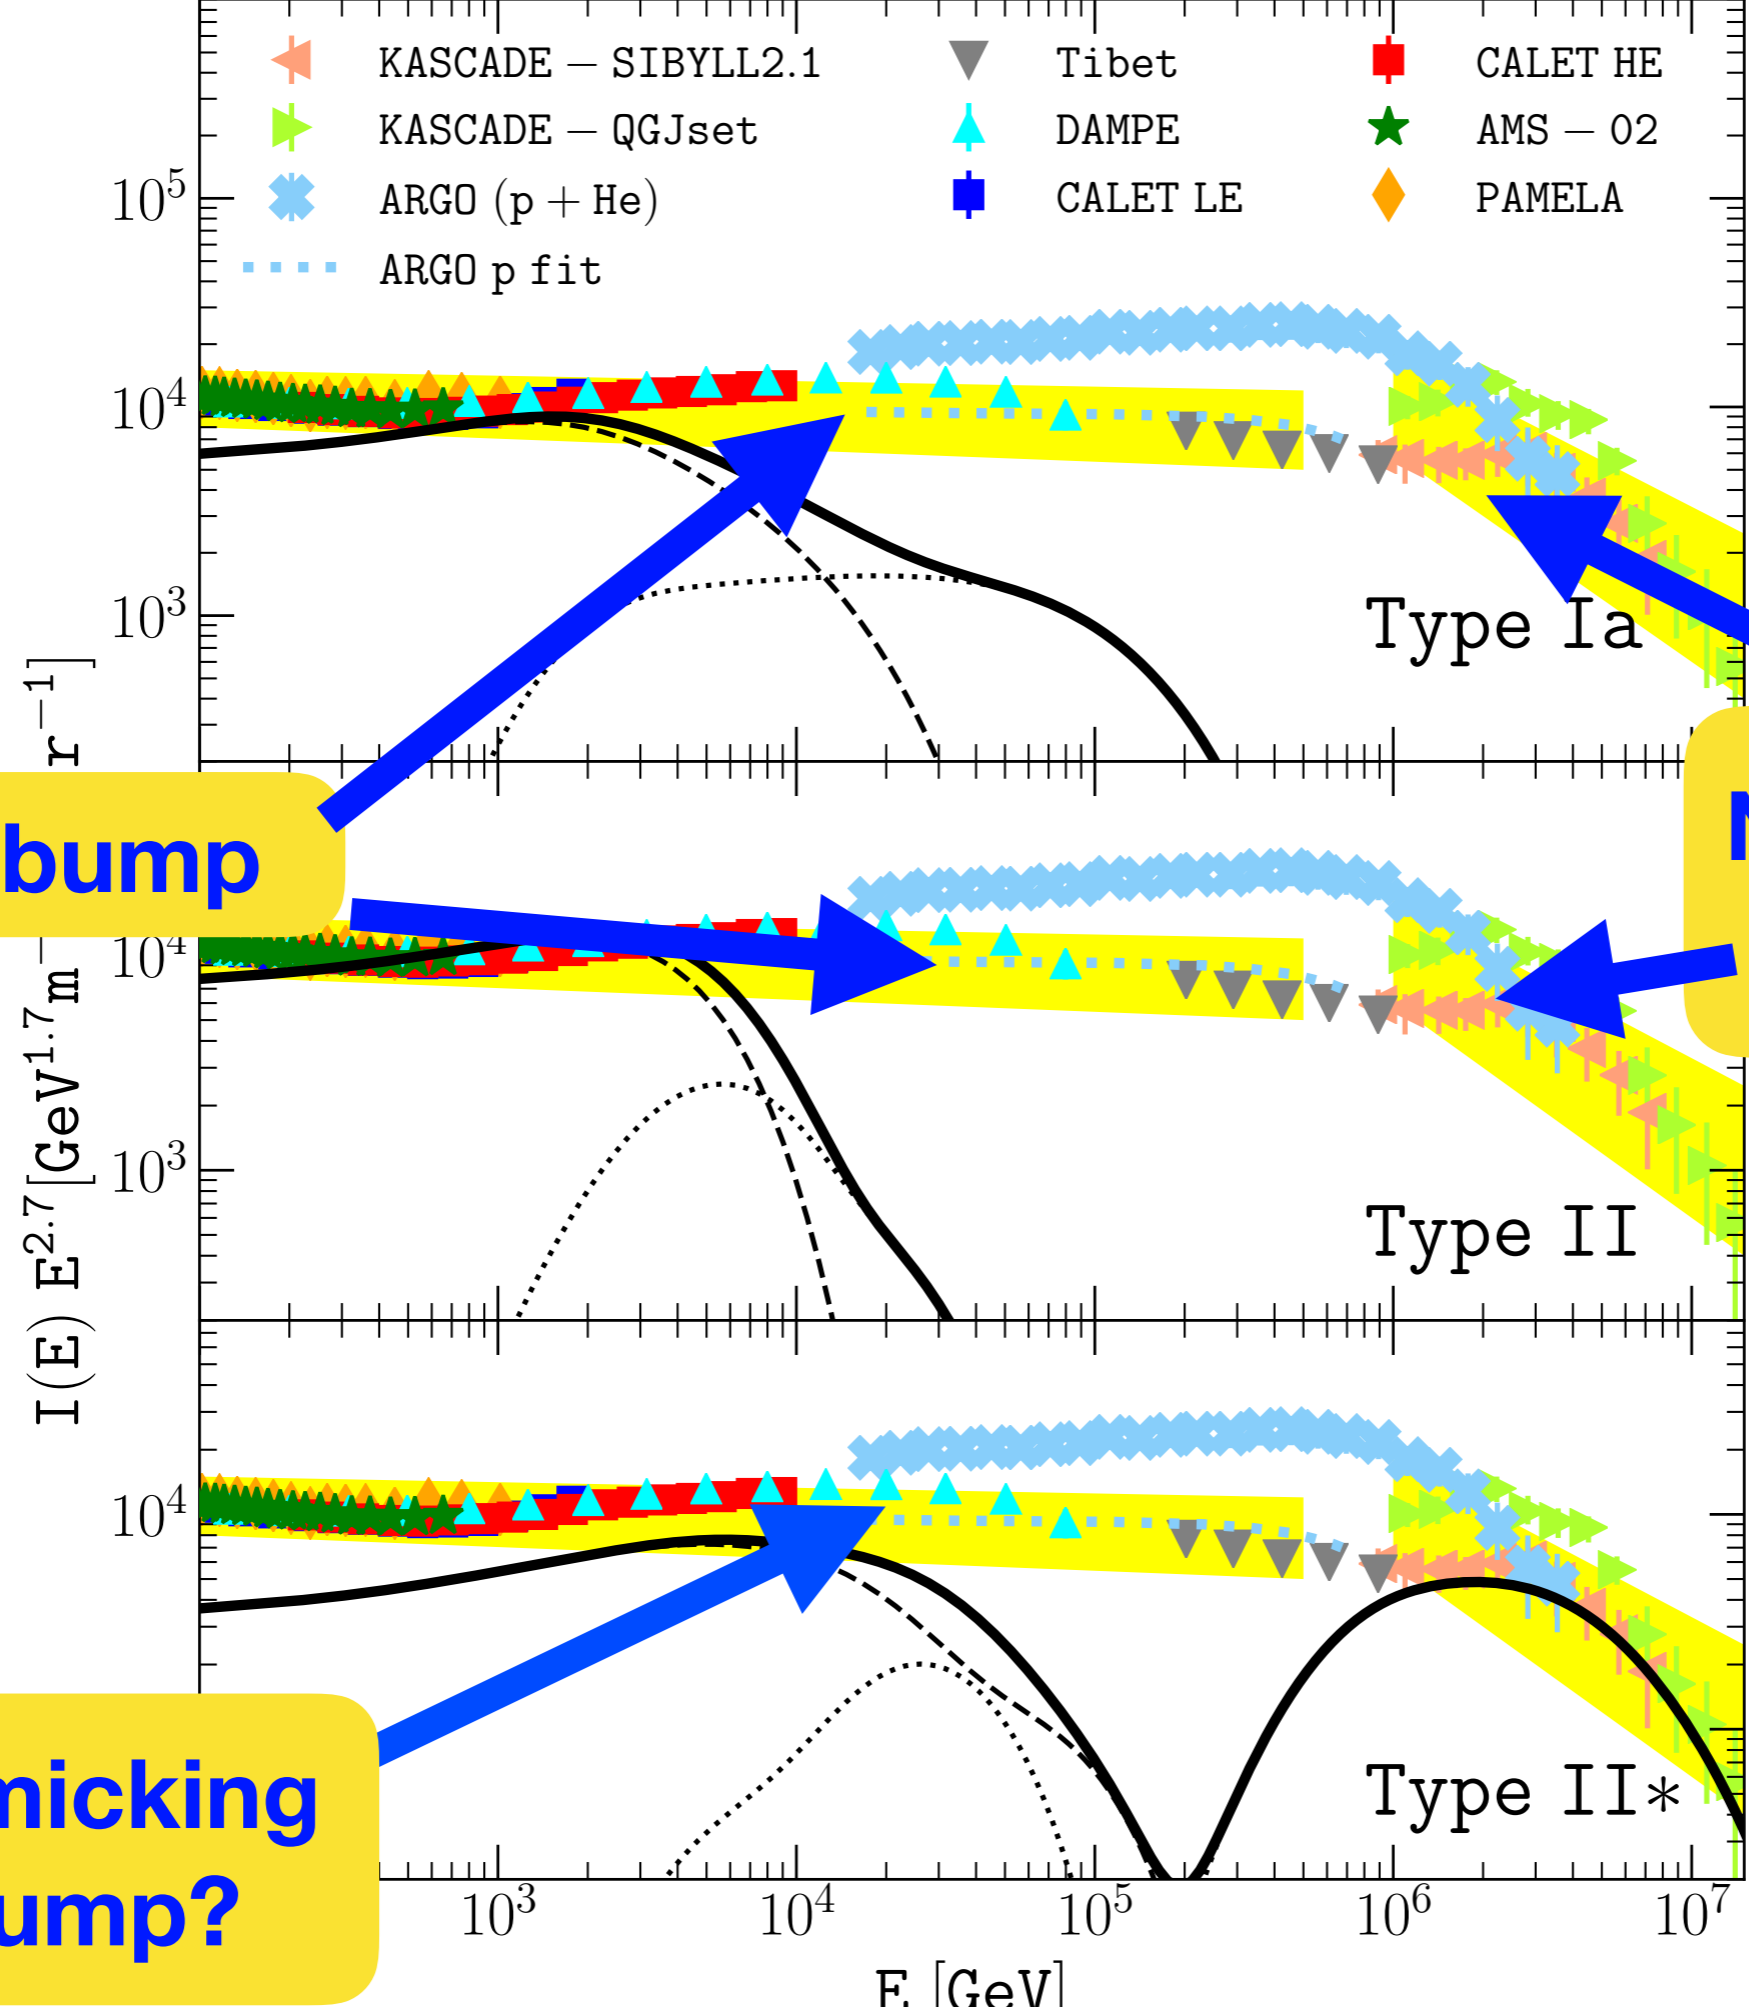 KASCADE − SIBYLL2.1
KASCADE − QGJset
ARGO (p + He)
ARGO p fit
Tibet
DAMPE
CALET LE
CALET HE
AMS − 02
PAMELA
10^5
10^4
10^3
Type Ia
bump
10^4
10^3
Type II
I(E) E^2.7 [GeV^1.7 m^− r^−1]
10^4
Type II*
micking
ump?
10^3 10^4 10^5 10^6 10^7
E [GeV]